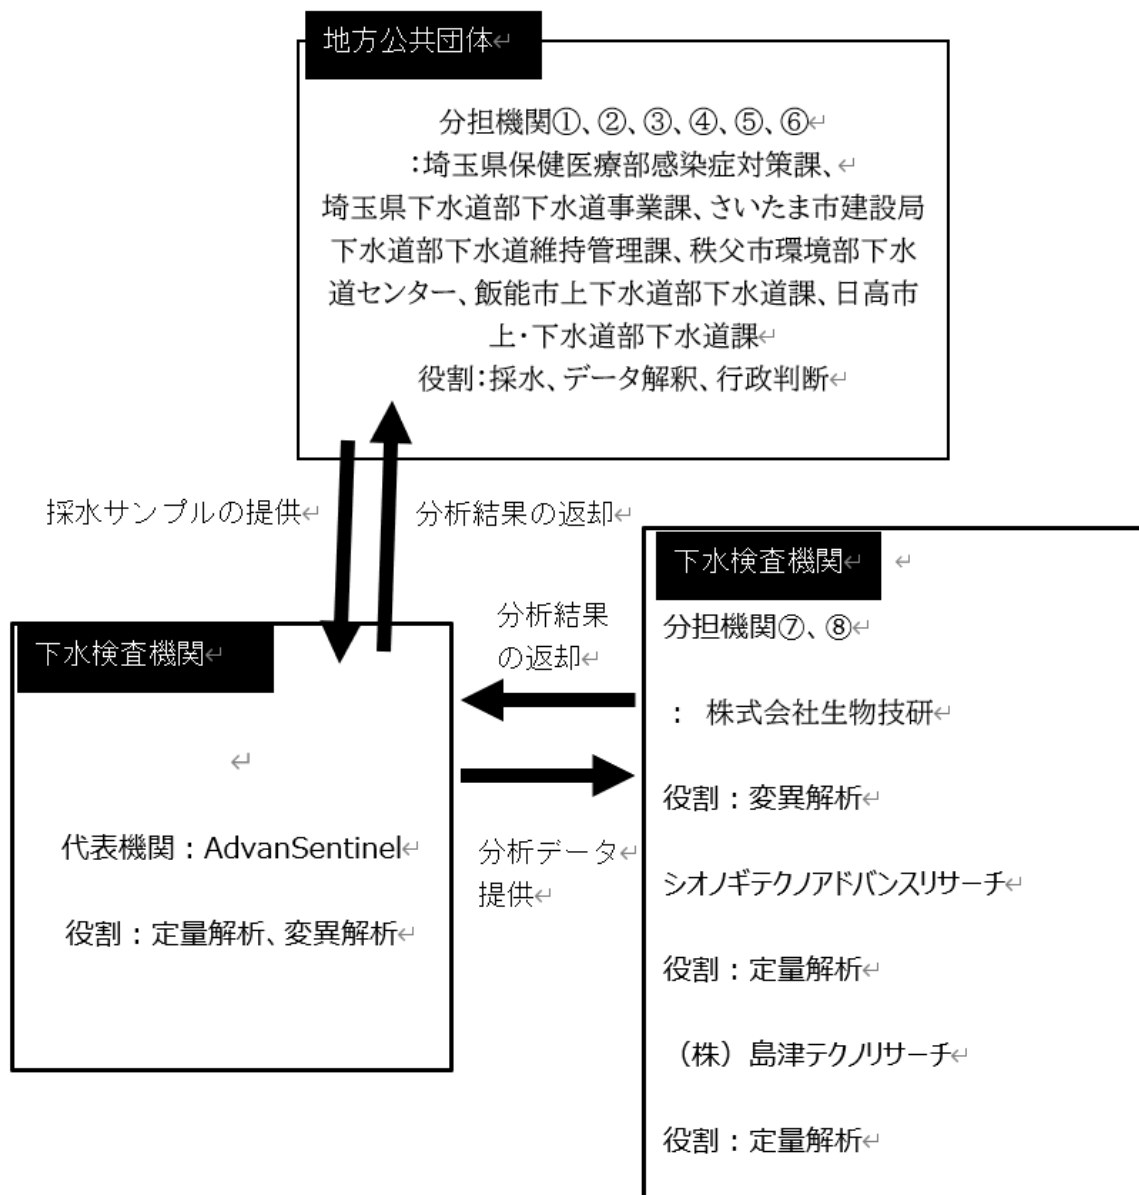 地方公共団体
分担機関①、②、③、④、⑤、⑥
:埼玉県保健医療部感染症対策課、
埼玉県下水道部下水道事業課、さいたま市建設局
下水道部下水道維持管理課、秩父市環境部下水
道センター、飯能市上下水道部下水道課、日高市
上・下水道部下水道課
役割:採水、データ解釈、行政判断
採水サンプルの提供
分析結果の返却
下水検査機関
代表機関:AdvanSentinel
役割:定量解析、変異解析
分析結果
の返却
分析データ
提供
下水検査機関
分担機関⑦、⑧
: 株式会社生物技研
役割:変異解析
シオノギテクノアドバンスリサーチ
役割:定量解析
(株)島津テクノリサーチ
役割:定量解析